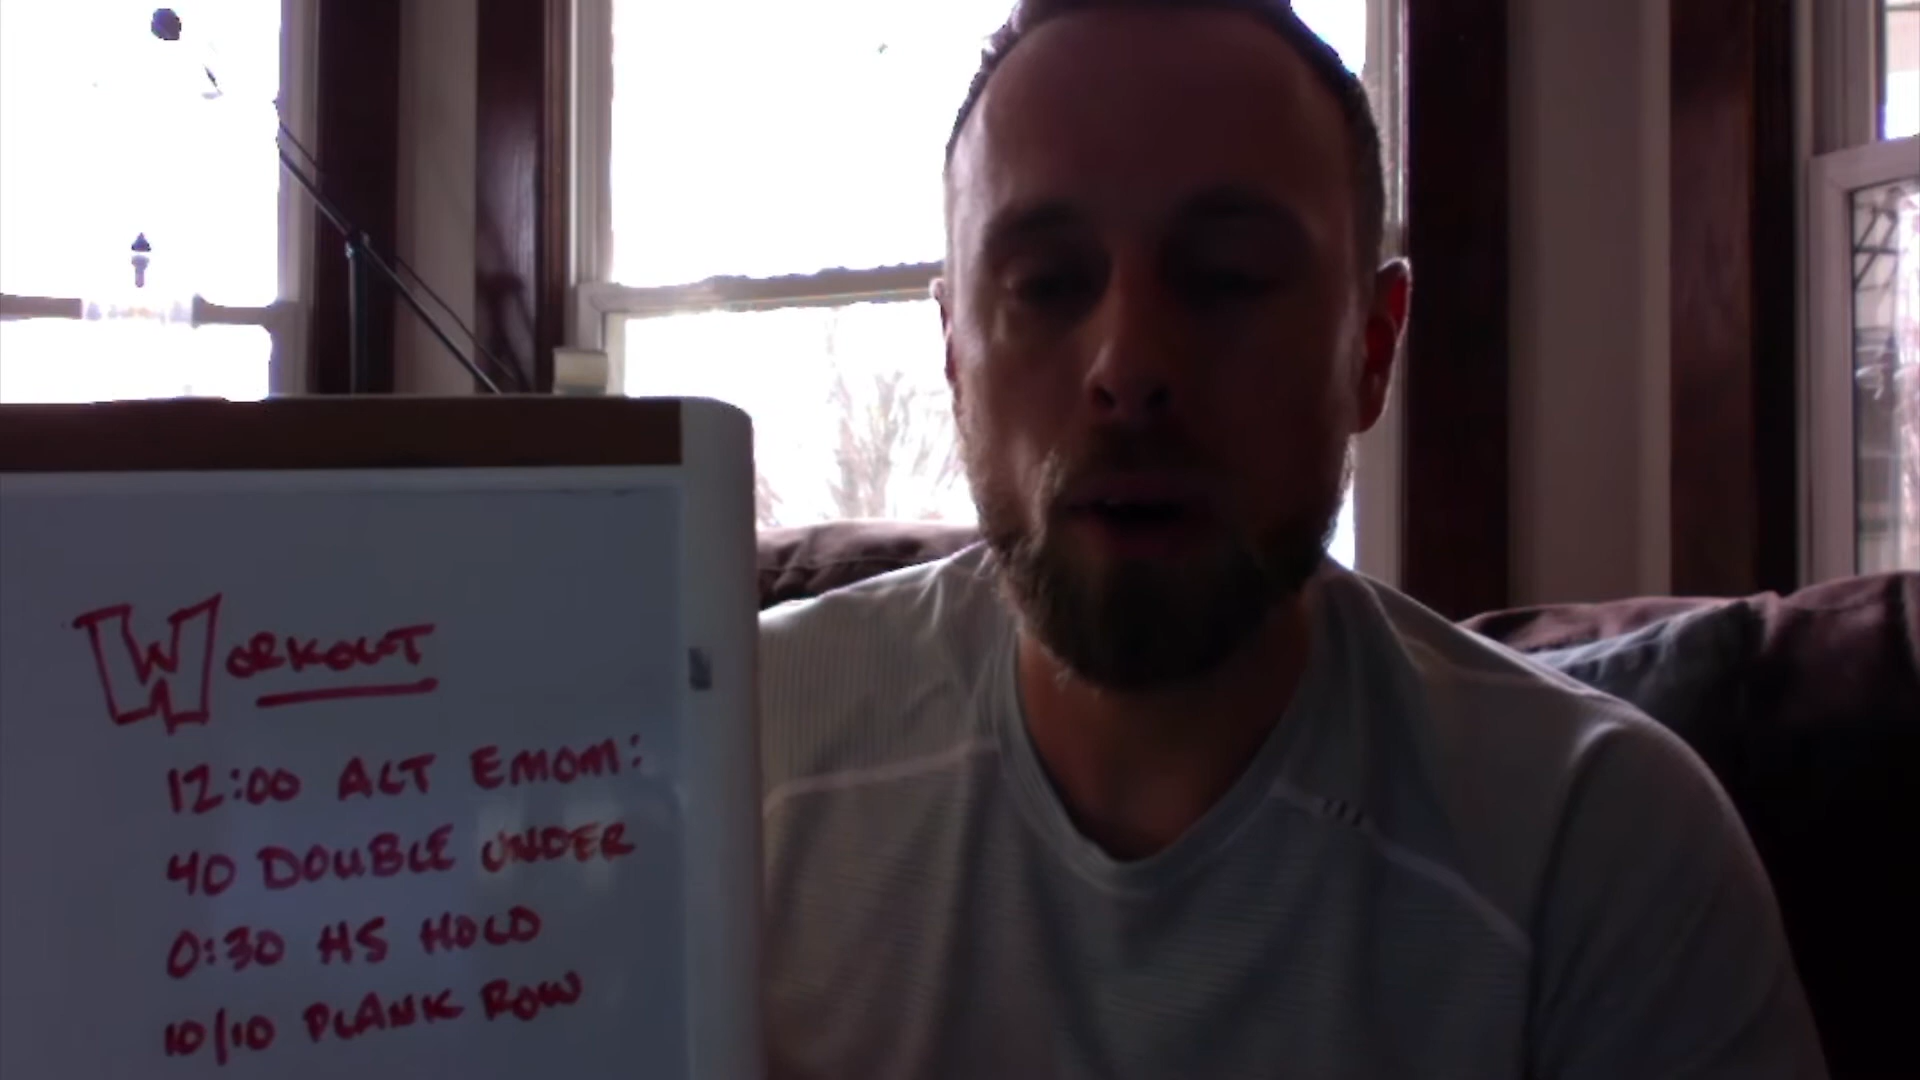 WORKOUT
12:00 ALT EMOM:
40 DOUBLE UNDER
0:30 HS HOLD
10/10 PLANK ROW